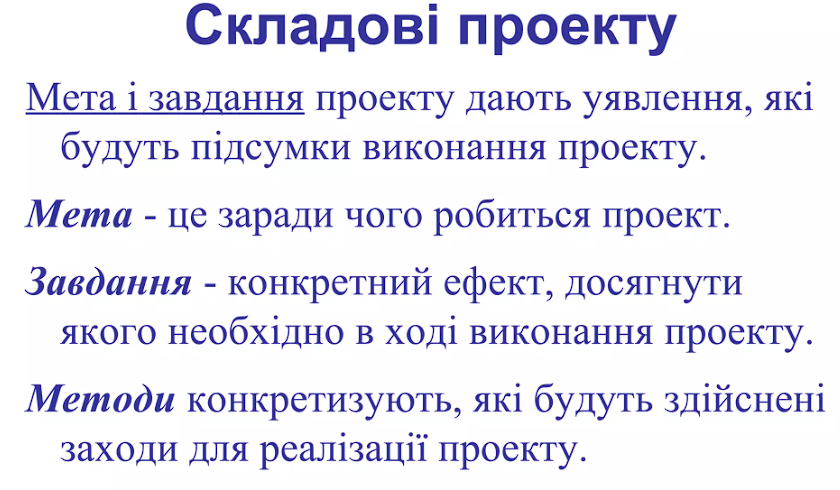 Складові проекту
Мета і завдання проекту дають уявлення, які
будуть підсумки виконання проекту.
Мета - це заради чого робиться проект.
Завдання - конкретний ефект, досягнути
якого необхідно в ході виконання проекту.
Методи конкретизують, які будуть здійснені
заходи для реалізації проекту.